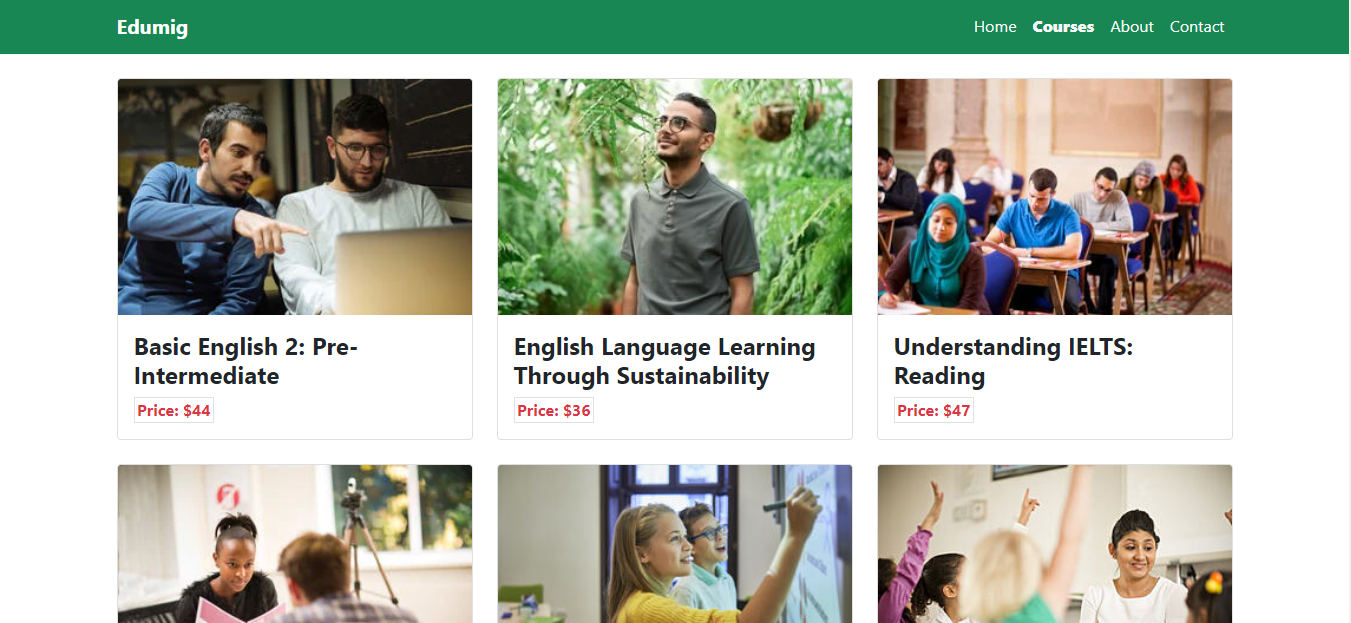 Edumig
Home Courses About Contact
Basic English 2: Pre-
Intermediate
Price: $44
English Language Learning
Through Sustainability
Price: $36
Understanding IELTS:
Reading
Price: $47